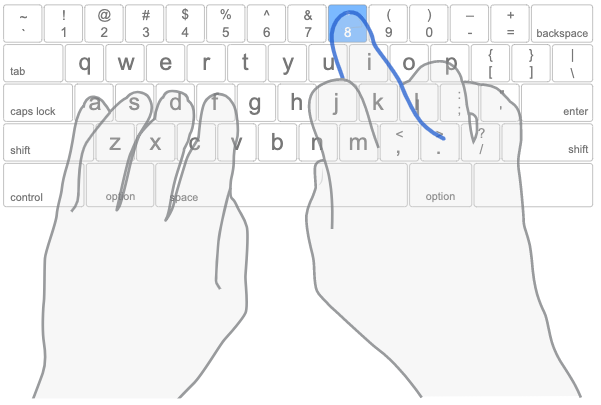 ~ ! @ # $ % ^ & ( ) _ +
` 1 2 3 4 5 6 7 8 9 0 - = backspace
tab q w e r t y u i o p { [ } ] | \
caps lock a s d f g h j k l : ; " ' enter
shift z x c v b n m < , > . ? / shift
control option space option